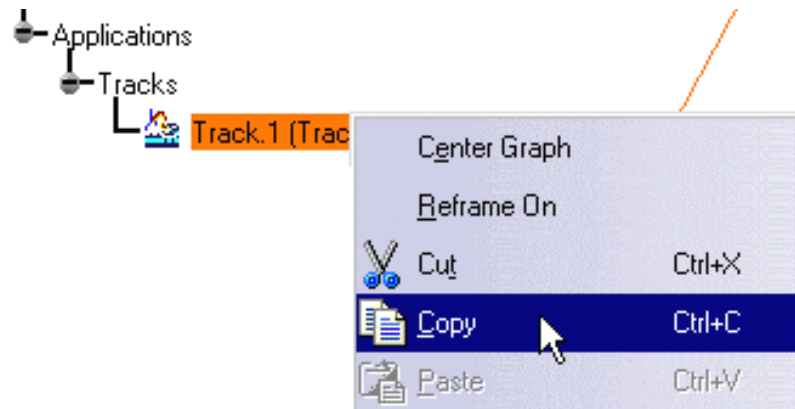 Applications
Tracks
Track.1 (Trac
Center Graph
Reframe On
Cut Ctrl+X
Copy Ctrl+C
Paste Ctrl+V